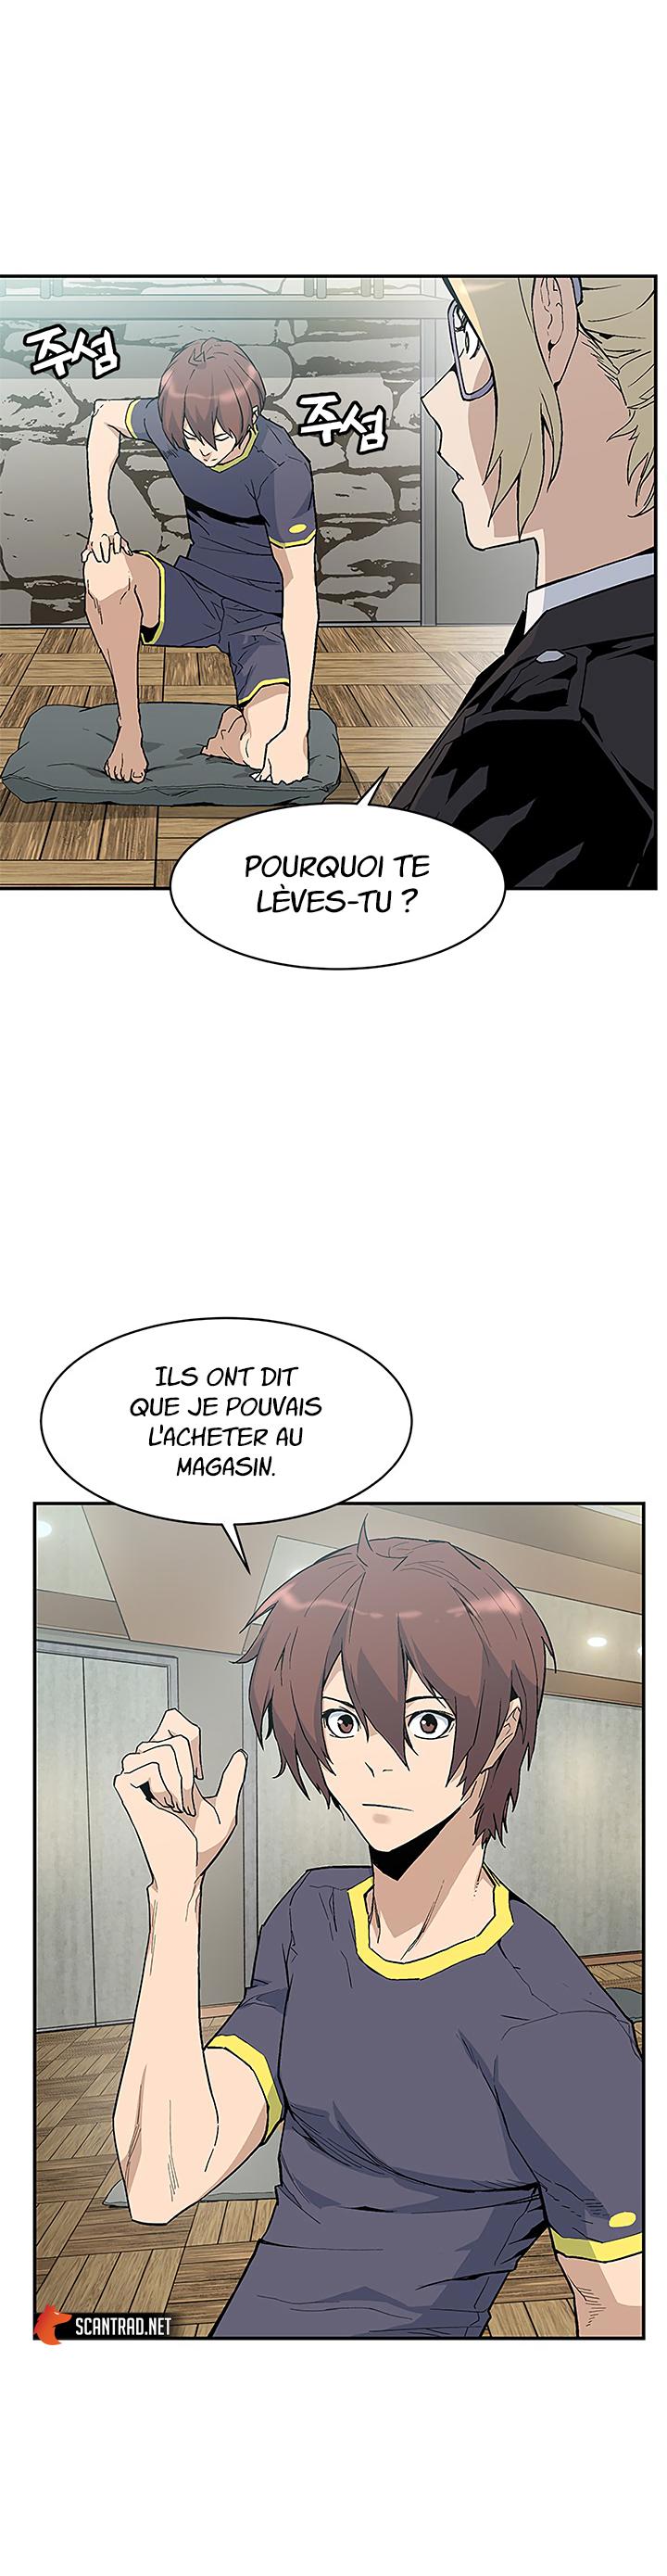 주섬
주섬
POURQUOI TE
LÈVES-TU ?
ILS ONT DIT
QUE JE POUVAIS
L'ACHETER AU
MAGASIN.
SCANTRAD.NET